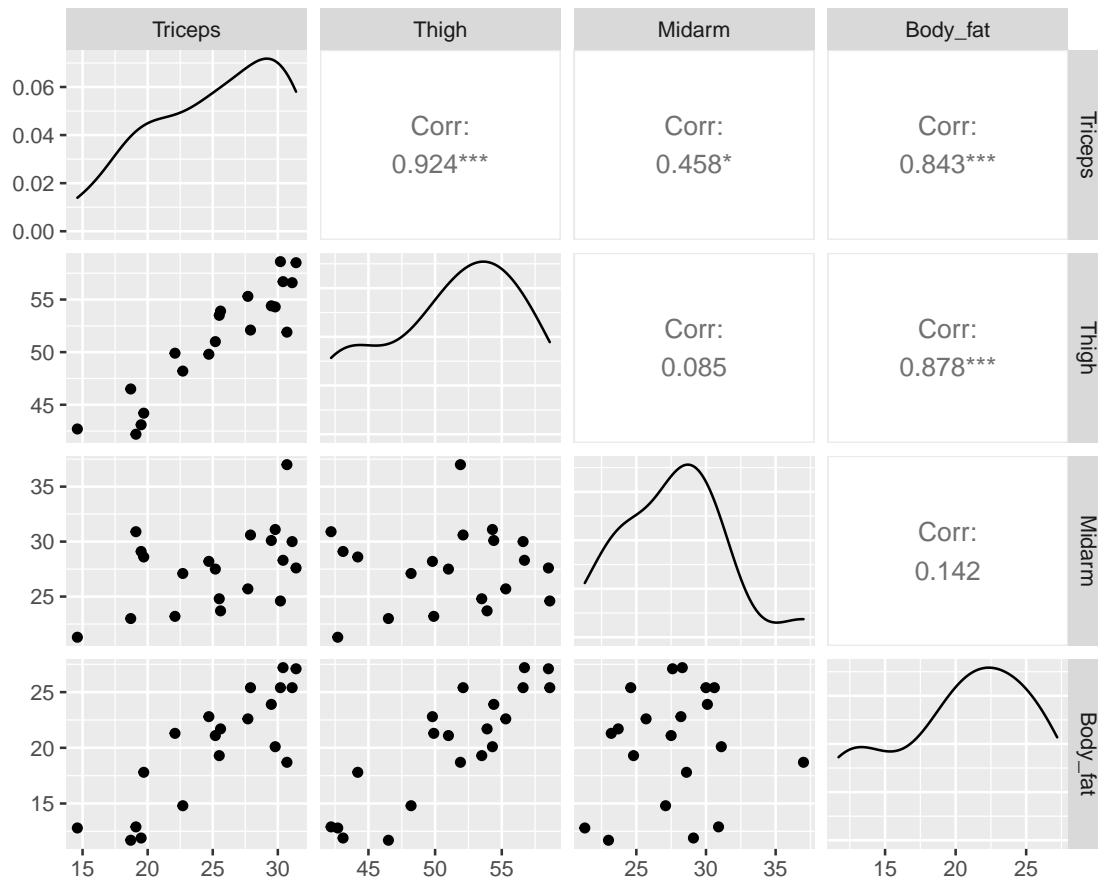 Triceps
Thigh
Midarm
Body_fat
0.06
0.04
0.02
0.00
Corr:
0.924***
Corr:
0.458*
Corr:
0.843***
Triceps
55
50
45
Corr:
0.085
Corr:
0.878***
Thigh
35
30
25
Corr:
0.142
Midarm
25
20
15
Body_fat
15 20 25 30
45 50 55
25 30 35
15 20 25